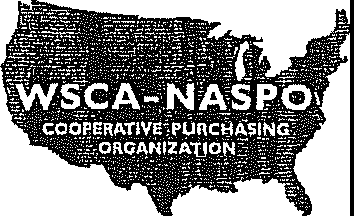 WSCA-NASPO
COOPERATIVE PURCHASING
ORGANIZATION